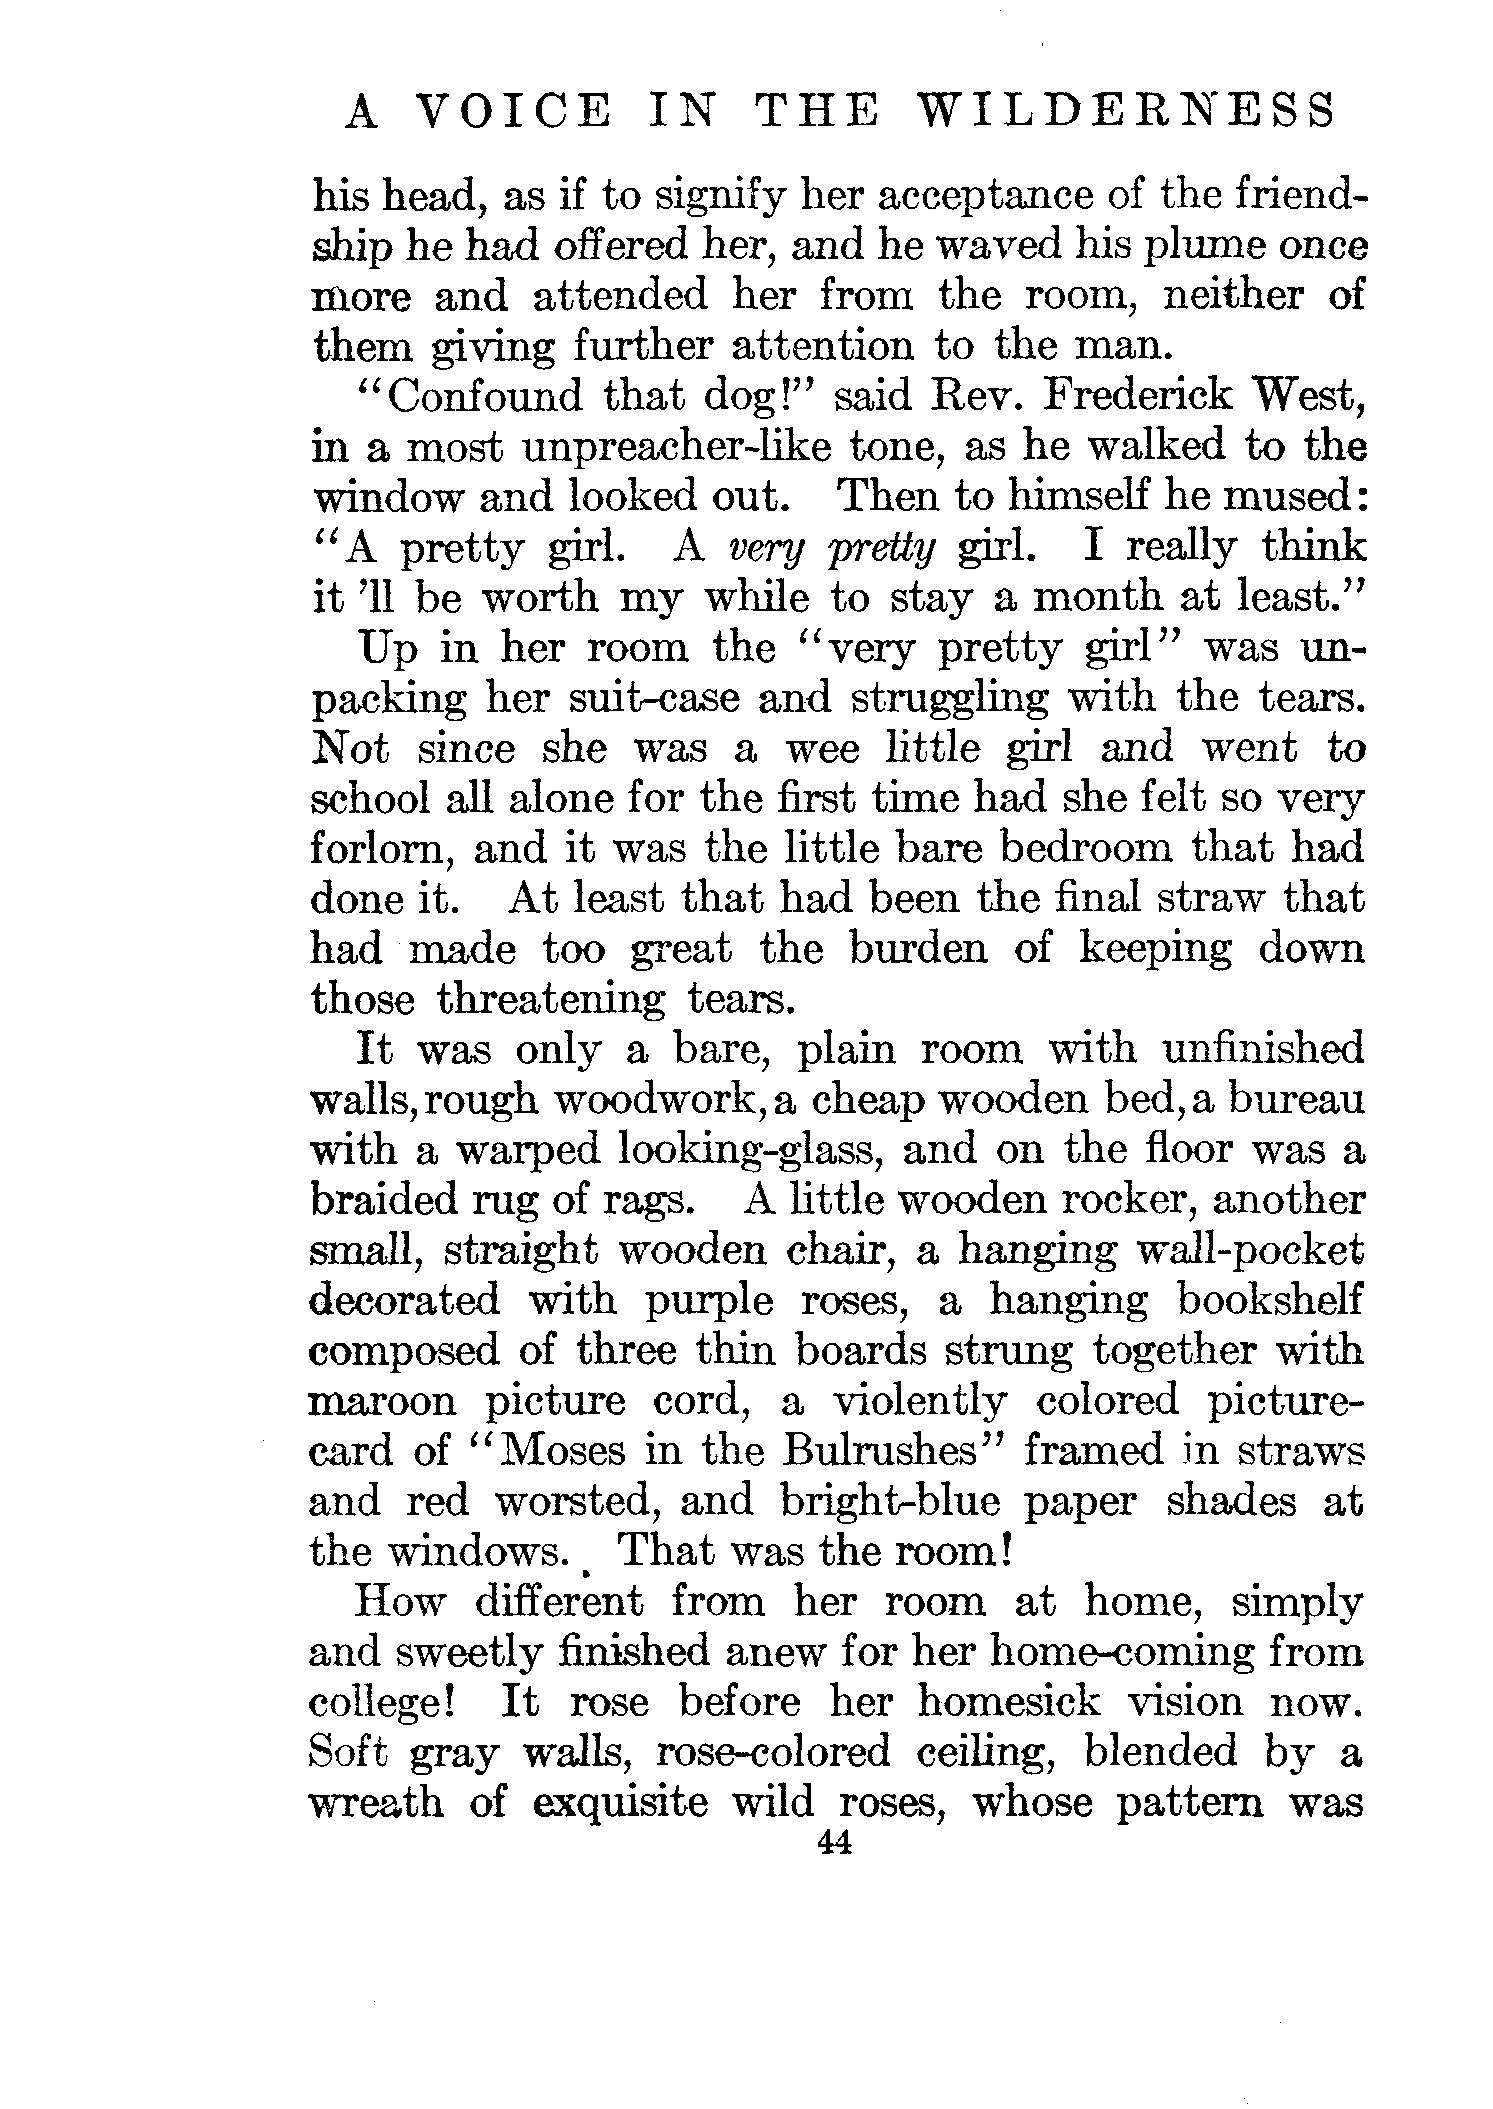 A VOICE IN THE WILDERNESS
his head, as if to signify her acceptance of the friend-
ship he had offered her, and he waved his plume once
more and attended her from the room, neither of
them giving further attention to the man.
"Confound that dog!" said Rev. Frederick West,
in a most unpreacher-like tone, as he walked to the
window and looked out. Then to himself he mused:
"A pretty girl. A very pretty girl. I really think
it 'll be worth my while to stay a month at least."
Up in her room the "very pretty girl" was un-
packing her suit-case and struggling with the tears.
Not since she was a wee little girl and went to
school all alone for the first time had she felt so very
forlorn, and it was the little bare bedroom that had
done it. At least that had been the final straw that
had made too great the burden of keeping down
those threatening tears.
It was only a bare, plain room with unfinished
walls, rough woodwork, a cheap wooden bed, a bureau
with a warped looking-glass, and on the floor was a
braided rug of rags. A little wooden rocker, another
small, straight wooden chair, a hanging wall-pocket
decorated with purple roses, a hanging bookshelf
composed of three thin boards strung together with
maroon picture cord, a violently colored picture-
card of "Moses in the Bulrushes" framed in straws
and red worsted, and bright-blue paper shades at
the windows. That was the room!
How different from her room at home, simply
and sweetly finished anew for her home-coming from
college! It rose before her homesick vision now.
Soft gray walls, rose-colored ceiling, blended by a
wreath of exquisite wild roses, whose pattern was
44